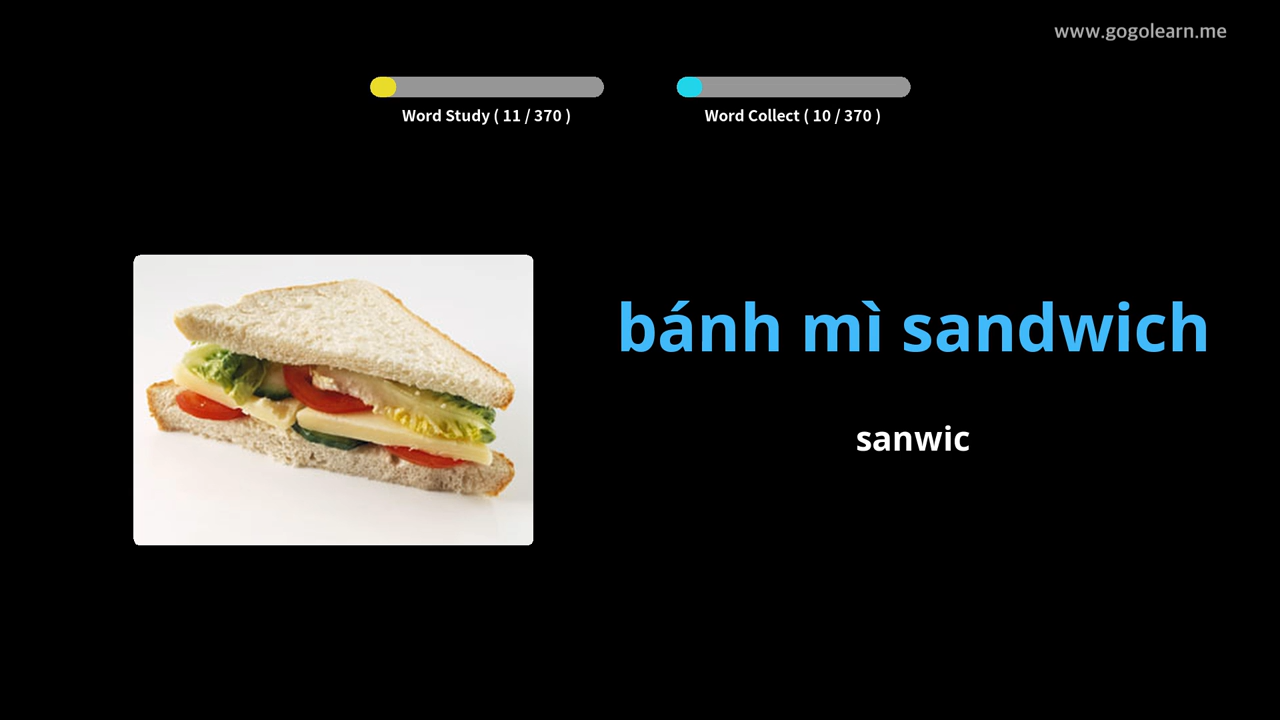 www.gogolearn.me
Word Study ( 11 / 370 )
Word Collect ( 10 / 370 )
bánh mì sandwich
sanwic